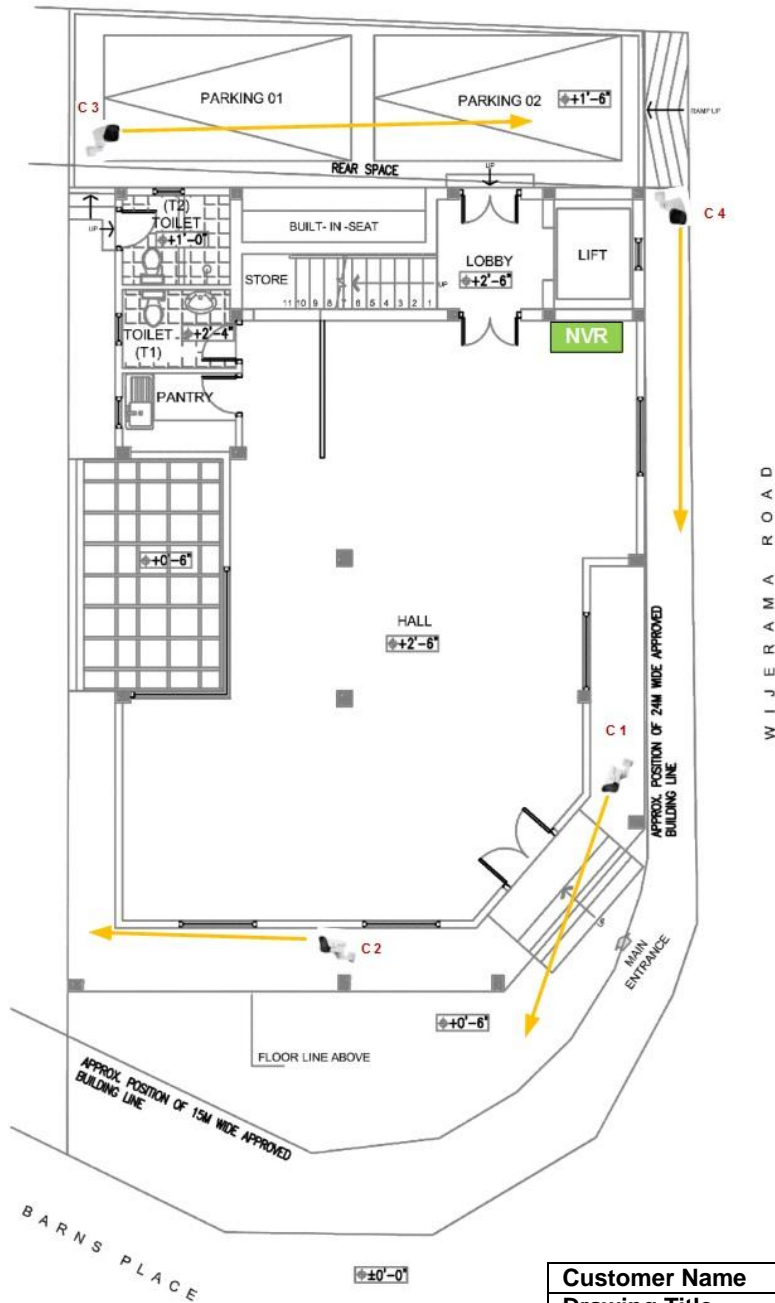 C 3
PARKING 01
PARKING 02
+1'-6"
RAMP UP
REAR SPACE
UP
C 4
(T2)
TOILET
+1'-0"
UP
BUILT- IN -SEAT
LOBBY
+2'-6"
LIFT
STORE
UP
11 10 9 8 7 6 5 4 3 2 1
NVR
TOILET
(T1)
+2'-4"
PANTRY
+0'-6"
HALL
+2'-6"
WIJERAMA ROAD
APPROX. POSITION OF 24M WIDE APPROVED
BUILDING LINE
C 1
UP
MAIN
ENTRANCE
C 2
+0'-6"
FLOOR LINE ABOVE
APPROX. POSITION OF 15M WIDE APPROVED
BUILDING LINE
BARNS PLACE
±0'-0"
Customer Name